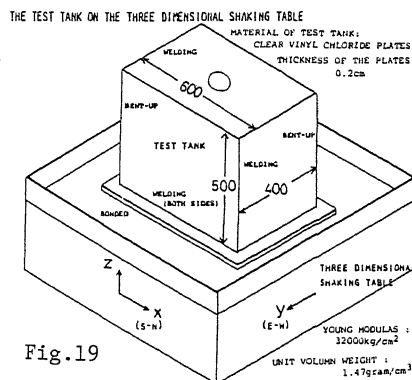 THE TEST TANK ON THE THREE DIMENSIONAL SHAKING TABLE
MATERIAL OF TEST TANK:
CLEAR VINYL CHLORIDE PLATES
THICKNESS OF THE PLATES
0.2cm
WELDING
600
BENT-UP
BENT-UP
TEST TANK
WELDING
500
400
WELDING
(BOTH SIDES)
BONDED
Z
X
(S-N)
y
(E-W)
THREE DIMENSIONA
SHAKING TABLE
YOUNG MODULAS :
32000kg/cm²
UNIT VOLUMN WEIGHT :
1.47gram/cm³
Fig.19